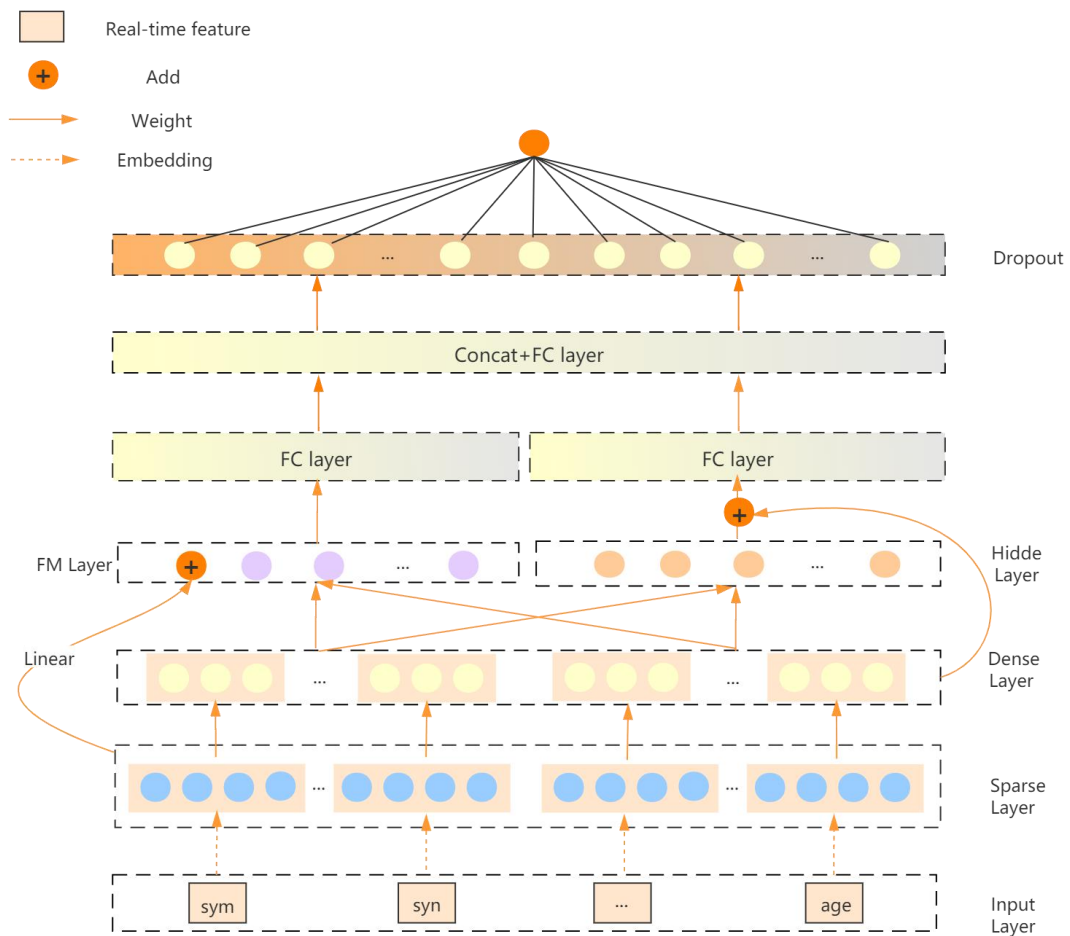 Real-time feature
+
Add
Weight
Embedding
...
...
Dropout
Concat+FC layer
FC layer
FC layer
+
FM Layer
+
...
...
Hidde
Layer
Linear
...
...
...
Dense
Layer
...
...
Sparse
Layer
sym
syn
...
age
Input
Layer